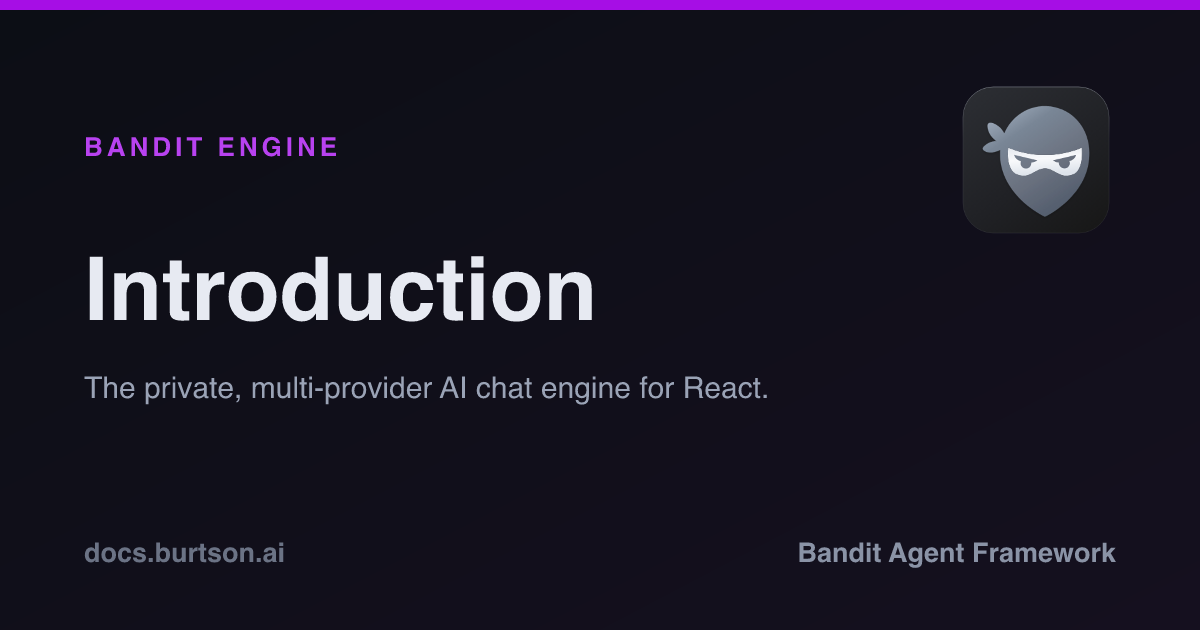 BANDIT ENGINE
Introduction
The private, multi-provider AI chat engine for React.
docs.burtson.ai
Bandit Agent Framework